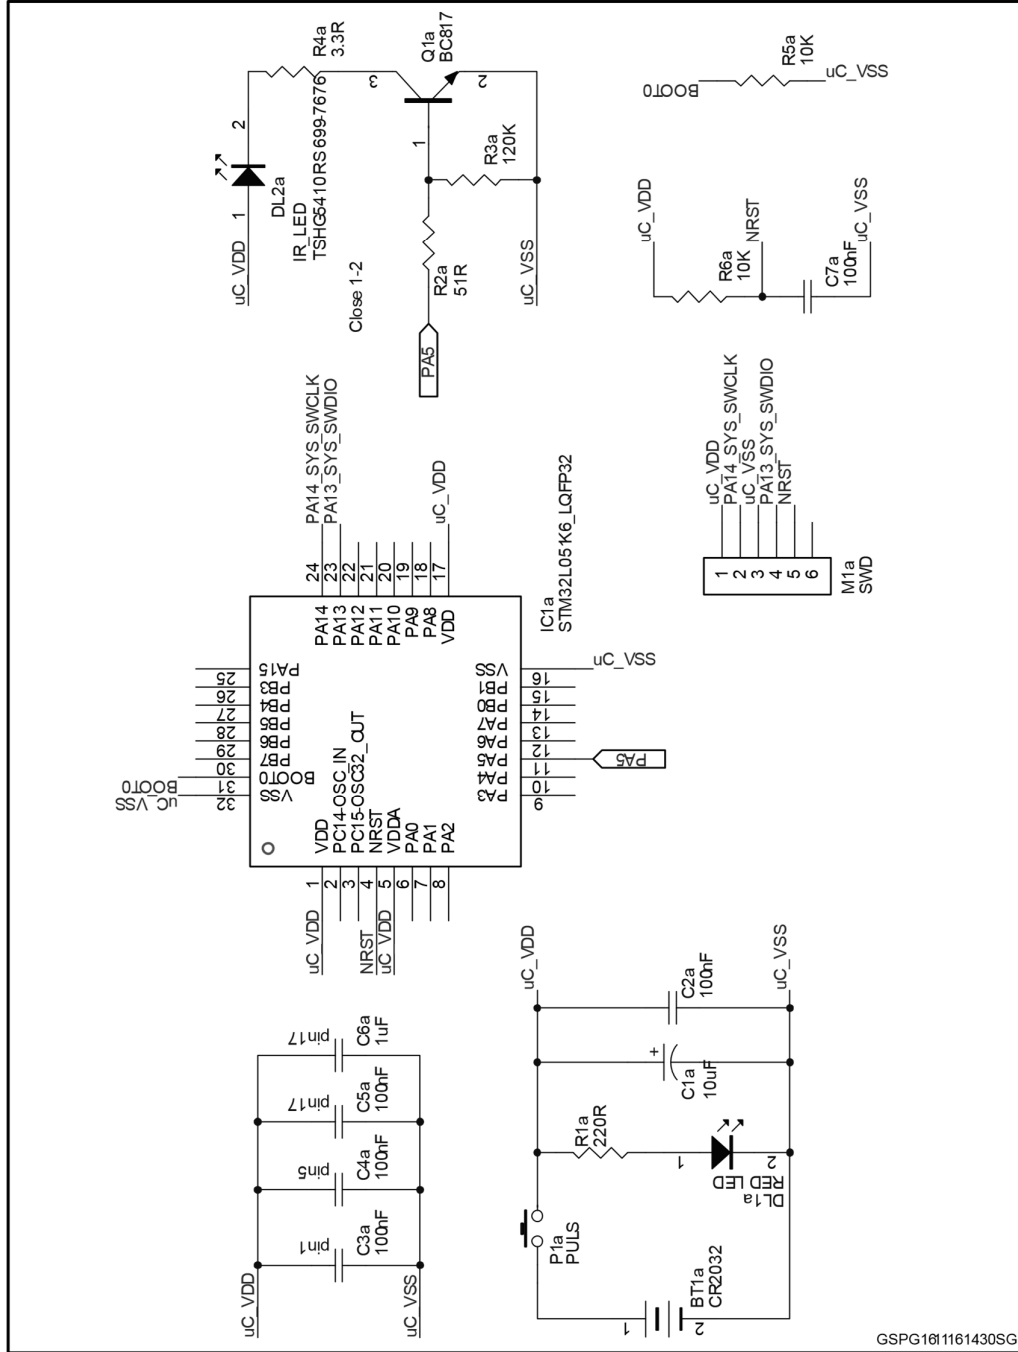 R4a
3.3R
Q1a
BC817
3
2
1
R3a
120K
2
1
DL2a
IR_LED
TSHG5410RS 699-7676
uC_VDD
R2a
51R
uC_VSS
Close 1-2
PA5
R5a
10K
BOOT0
uC_VSS
uC_VDD
R6a
10K
NRST
C7a
100nF
uC_VSS
uC_VDD
PA14_SYS_SWCLK
uC_VSS
PA13_SYS_SWDIO
NRST
1
2
3
4
5
6
M1a
SWD
PA14_SYS_SWCLK
PA13_SYS_SWDIO
uC_VDD
24
23
22
21
20
19
18
17
PA14
PA13
PA12
PA11
PA10
PA9
PA8
VDD
IC1a
STM32L051K6_LQFP32
PA15
PB3
PB4
PB5
PB6
PB7
BOOT0
VSS
25
26
27
28
29
30
31
32
BOOT0
uC_VSS
VSS
PB1
PB0
PA7
PA6
PA5
PA4
PA3
16
15
14
13
12
11
10
9
uC_VSS
PA5
VDD
PC14-OSC_IN
PC15-OSC32_OUT
NRST
VDDA
PA0
PA1
PA2
1
2
3
4
5
6
7
8
uC_VDD
NRST
uC_VDD
pin17
C6a
1uF
pin17
C5a
100nF
pin5
C4a
100nF
pin1
C3a
100nF
uC_VDD
uC_VSS
uC_VDD
uC_VSS
C2a
100nF
+
C1a
10uF
R1a
220R
1
2
DL1a
RED LED
P1a
PULS
1
2
BT1a
CR2032
GSPG1611161430SG